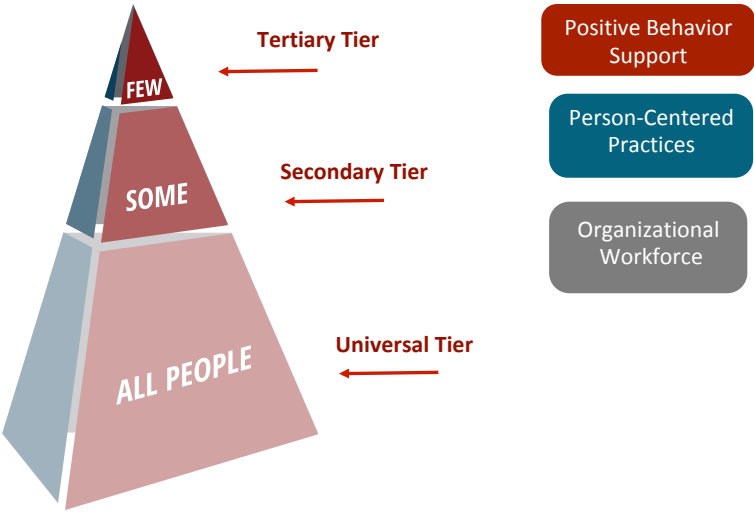 Tertiary Tier
FEW
Secondary Tier
SOME
Universal Tier
ALL PEOPLE
Positive Behavior
Support
Person-Centered
Practices
Organizational
Workforce